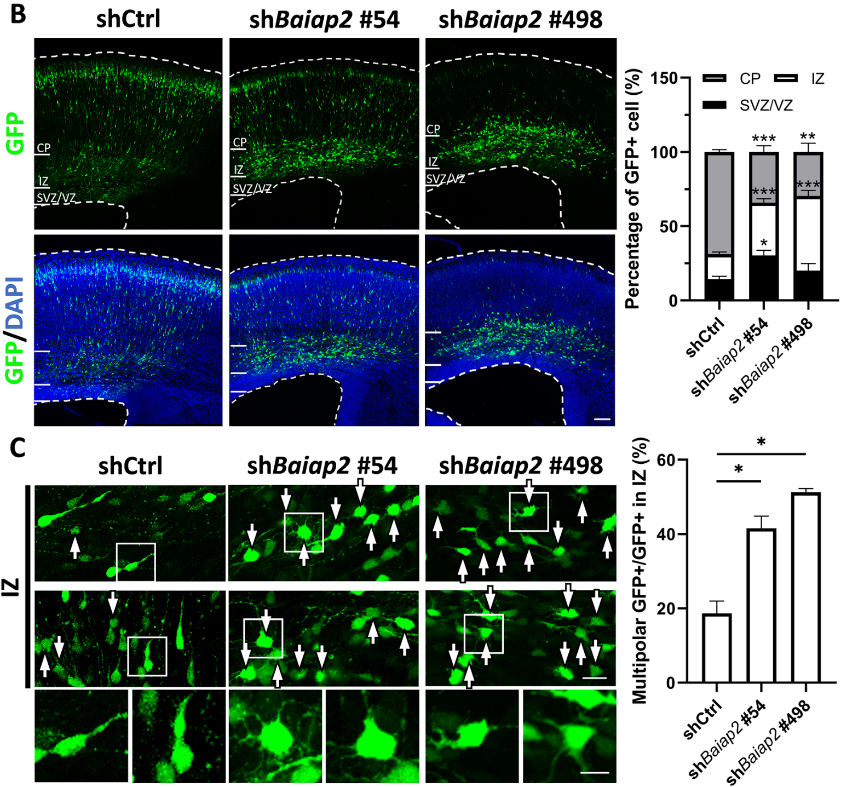 B
shCtrl
shBaiap2 #54
shBaiap2 #498
GFP
CP
IZ
SVZ/VZ
CP
IZ
SVZ/VZ
CP
IZ
SVZ/VZ
GFP/DAPI
Percentage of GFP+ cell (%)
150
100
50
0
CP
IZ
SVZ/VZ
***
**
***
***
*
shCtrl
shBaiap2 #54
shBaiap2 #498
C
shCtrl
shBaiap2 #54
shBaiap2 #498
IZ
Multipolar GFP+/GFP+ in IZ (%)
60
40
20
0
*
*
shCtrl
shBaiap2 #54
shBaiap2 #498